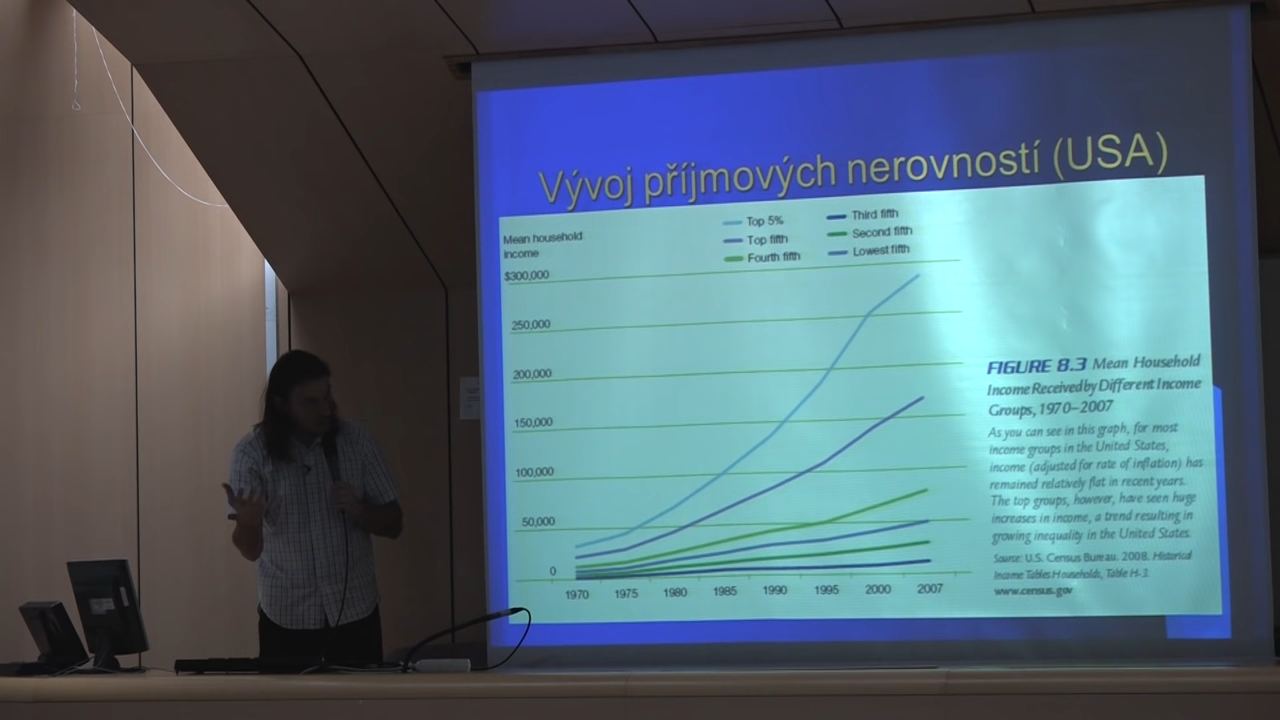 Vývoj příjmových nerovností (USA)
Mean household
income
Top 5%
Top fifth
Fourth fifth
Third fifth
Second fifth
Lowest fifth
$300,000
250,000
200,000
150,000
100,000
50,000
0
1970 1975 1980 1985 1990 1995 2000 2007
FIGURE 8.3 Mean Household
Income Received by Different Income
Groups, 1970–2007
As you can see in this graph, for most
income groups in the United States,
income (adjusted for rate of inflation) has
remained relatively flat in recent years.
The top groups, however, have seen huge
increases in income, a trend resulting in
growing inequality in the United States.
Source: U.S. Census Bureau. 2008. Historical
Income Tables Households, Table H-3.
www.census.gov